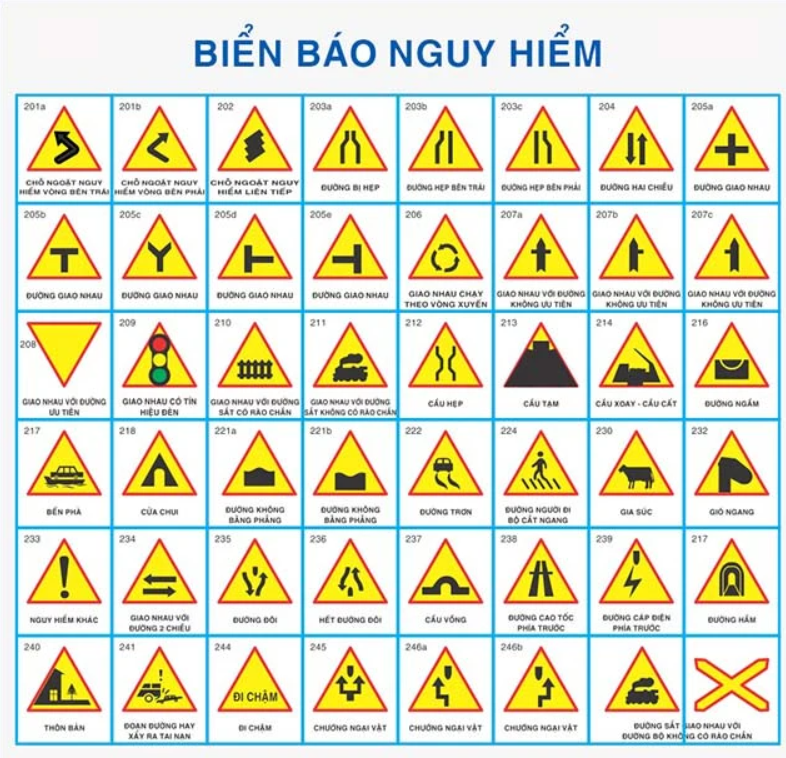 BIỂN BÁO NGUY HIỂM
201a
CHỖ NGOẶT NGUY
HIỂM VÒNG BÊN TRÁI
201b
CHỖ NGOẶT NGUY
HIỂM VÒNG BÊN PHẢI
202
CHỖ NGOẶT NGUY
HIỂM LIÊN TIẾP
203a
ĐƯỜNG BỊ HẸP
203b
ĐƯỜNG HẸP BÊN TRÁI
203c
ĐƯỜNG HẸP BÊN PHẢI
204
ĐƯỜNG HAI CHIỀU
205a
ĐƯỜNG GIAO NHAU
205b
ĐƯỜNG GIAO NHAU
205c
ĐƯỜNG GIAO NHAU
205d
ĐƯỜNG GIAO NHAU
205e
ĐƯỜNG GIAO NHAU
206
GIAO NHAU CHẠY
THEO VÒNG XUYẾN
207a
GIAO NHAU VỚI ĐƯỜNG
KHÔNG ƯU TIÊN
207b
GIAO NHAU VỚI ĐƯỜNG
KHÔNG ƯU TIÊN
207c
GIAO NHAU VỚI ĐƯỜNG
KHÔNG ƯU TIÊN
208
GIAO NHAU VỚI ĐƯỜNG
ƯU TIÊN
209
GIAO NHAU CÓ TÍN
HIỆU ĐÈN
210
GIAO NHAU VỚI ĐƯỜNG
SẮT CÓ RÀO CHẮN
211
GIAO NHAU VỚI ĐƯỜNG
SẮT KHÔNG CÓ RÀO CHẮN
212
CẦU HẸP
213
CẦU TẠM
214
CẦU XOAY - CẦU CẤT
216
ĐƯỜNG NGẦM
217
BẾN PHÀ
218
CỬA CHUI
221a
ĐƯỜNG KHÔNG
BẰNG PHẲNG
221b
ĐƯỜNG KHÔNG
BẰNG PHẲNG
222
ĐƯỜNG TRƠN
224
ĐƯỜNG NGƯỜI ĐI
BỘ CẮT NGANG
230
GIA SÚC
232
GIÓ NGANG
233
NGUY HIỂM KHÁC
234
GIAO NHAU VỚI
ĐƯỜNG 2 CHIỀU
235
ĐƯỜNG ĐÔI
236
HẾT ĐƯỜNG ĐÔI
237
CẦU VỒNG
238
ĐƯỜNG CAO TỐC
PHÍA TRƯỚC
239
ĐƯỜNG CÁP ĐIỆN
PHÍA TRƯỚC
217
ĐƯỜNG HẦM
240
THÔN BẢN
241
ĐOẠN ĐƯỜNG HAY
XẨY RA TAI NẠN
244
ĐI CHẬM
ĐI CHẬM
245
CHƯỚNG NGẠI VẬT
246a
CHƯỚNG NGẠI VẬT
246b
CHƯỚNG NGẠI VẬT
ĐƯỜNG SẮT GIAO NHAU VỚI
ĐƯỜNG BỘ KHÔNG CÓ RÀO CHẮN